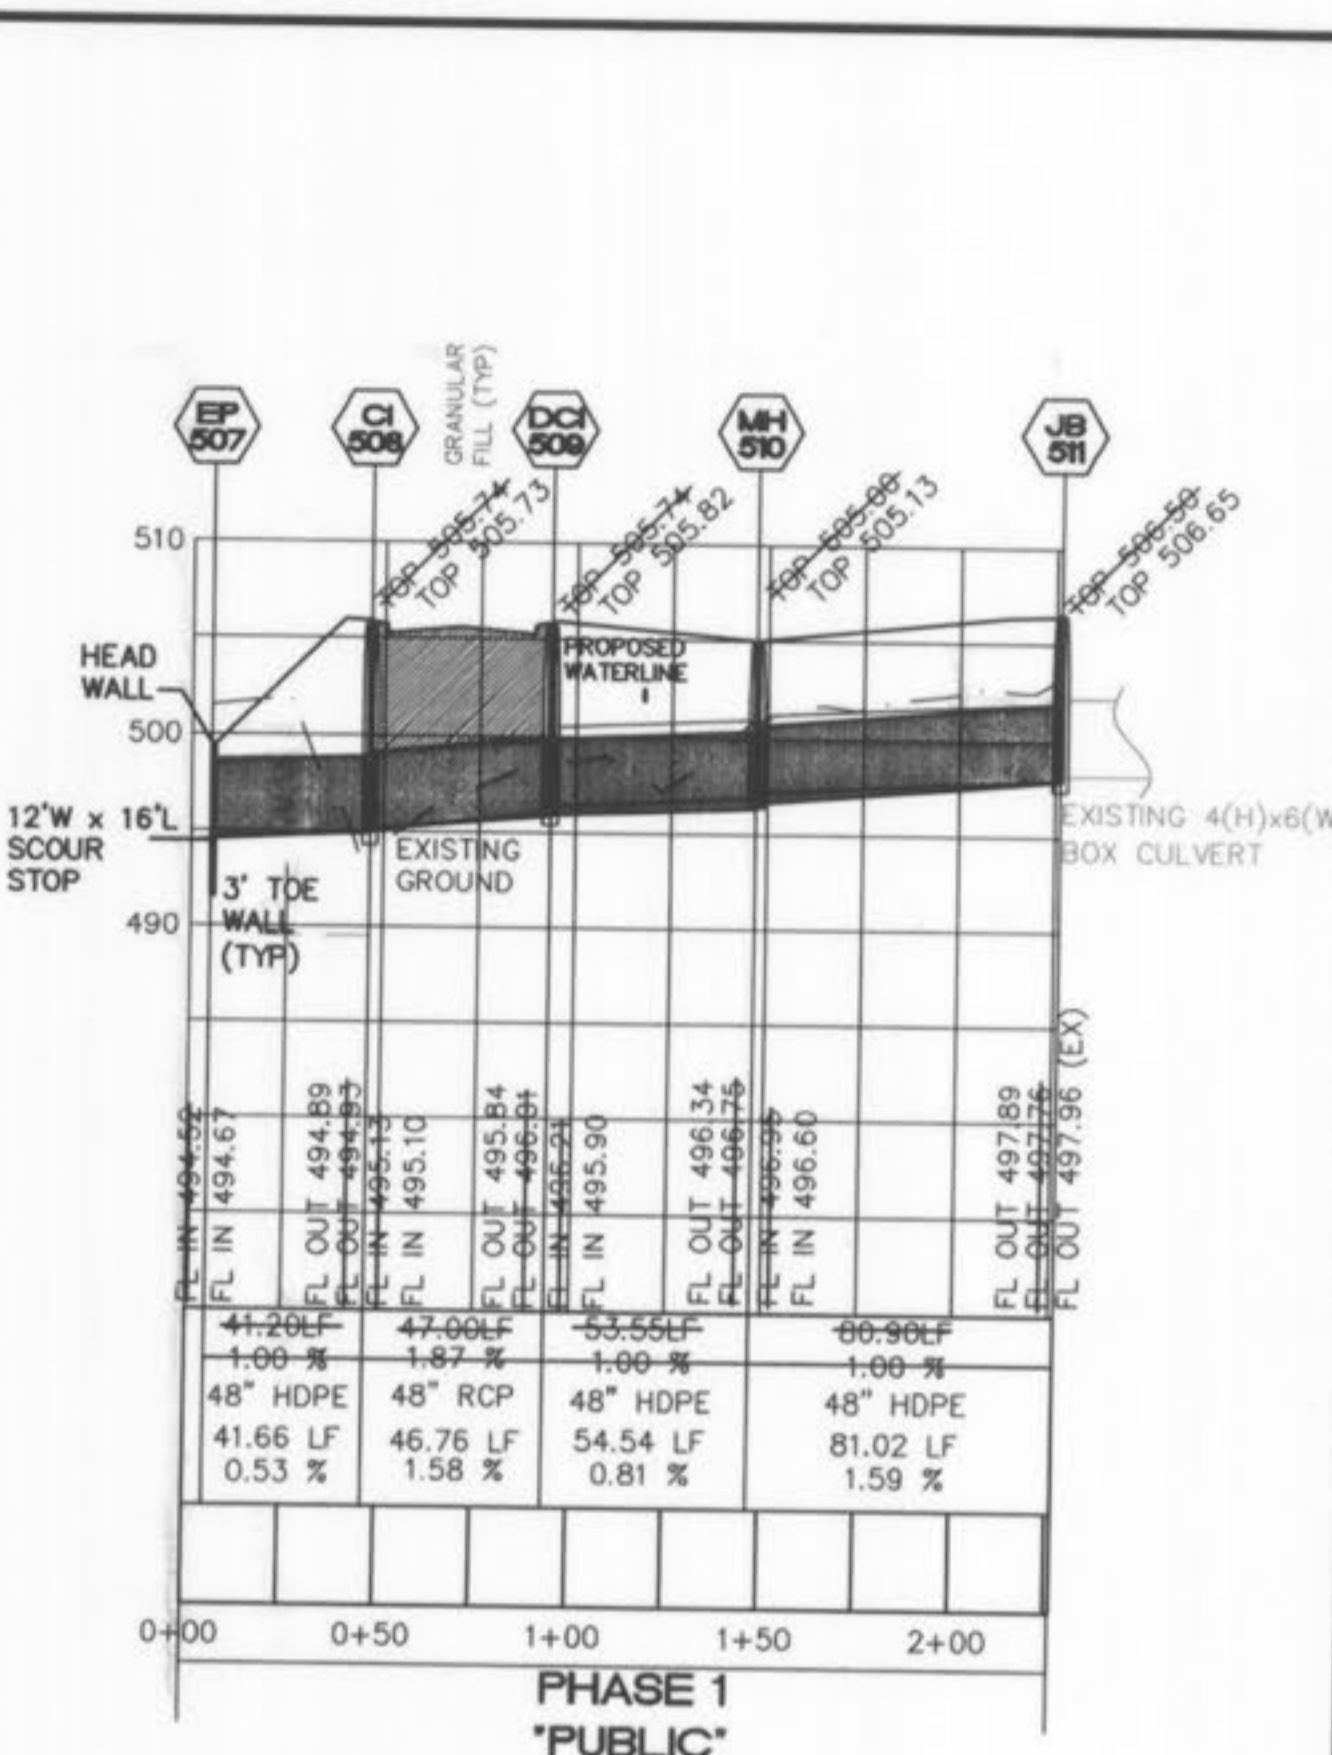 GRANULAR
FILL (TYP)
EP
507
CI
508
DCI
509
MH
510
JB
511
TOP 505.74
TOP 505.73
TOP 505.74
TOP 505.82
TOP 505.00
TOP 505.13
TOP 506.50
TOP 506.65
510
HEAD
WALL
PROPOSED
WATERLINE
500
12'W x 16'L
SCOUR
STOP
EXISTING
GROUND
EXISTING 4(H)x6(W
BOX CULVERT
3' TOE
WALL
(TYP)
490
FL IN 494.52
FL IN 494.67
FL OUT 494.89
FL OUT 494.93
FL IN 495.13
FL IN 495.10
FL OUT 495.84
FL OUT 496.01
FL IN 496.21
FL IN 495.90
FL OUT 496.34
FL OUT 496.75
FL IN 496.95
FL IN 496.60
FL OUT 497.89
FL OUT 497.76
FL OUT 497.96 (EX)
41.20LF
1.00 %
48" HDPE
41.66 LF
0.53 %
47.00LF
1.87 %
48" RCP
46.76 LF
1.58 %
53.55LF
1.00 %
48" HDPE
54.54 LF
0.81 %
80.90LF
1.00 %
48" HDPE
81.02 LF
1.59 %
0+00 0+50 1+00 1+50 2+00
PHASE 1
"PUBLIC"